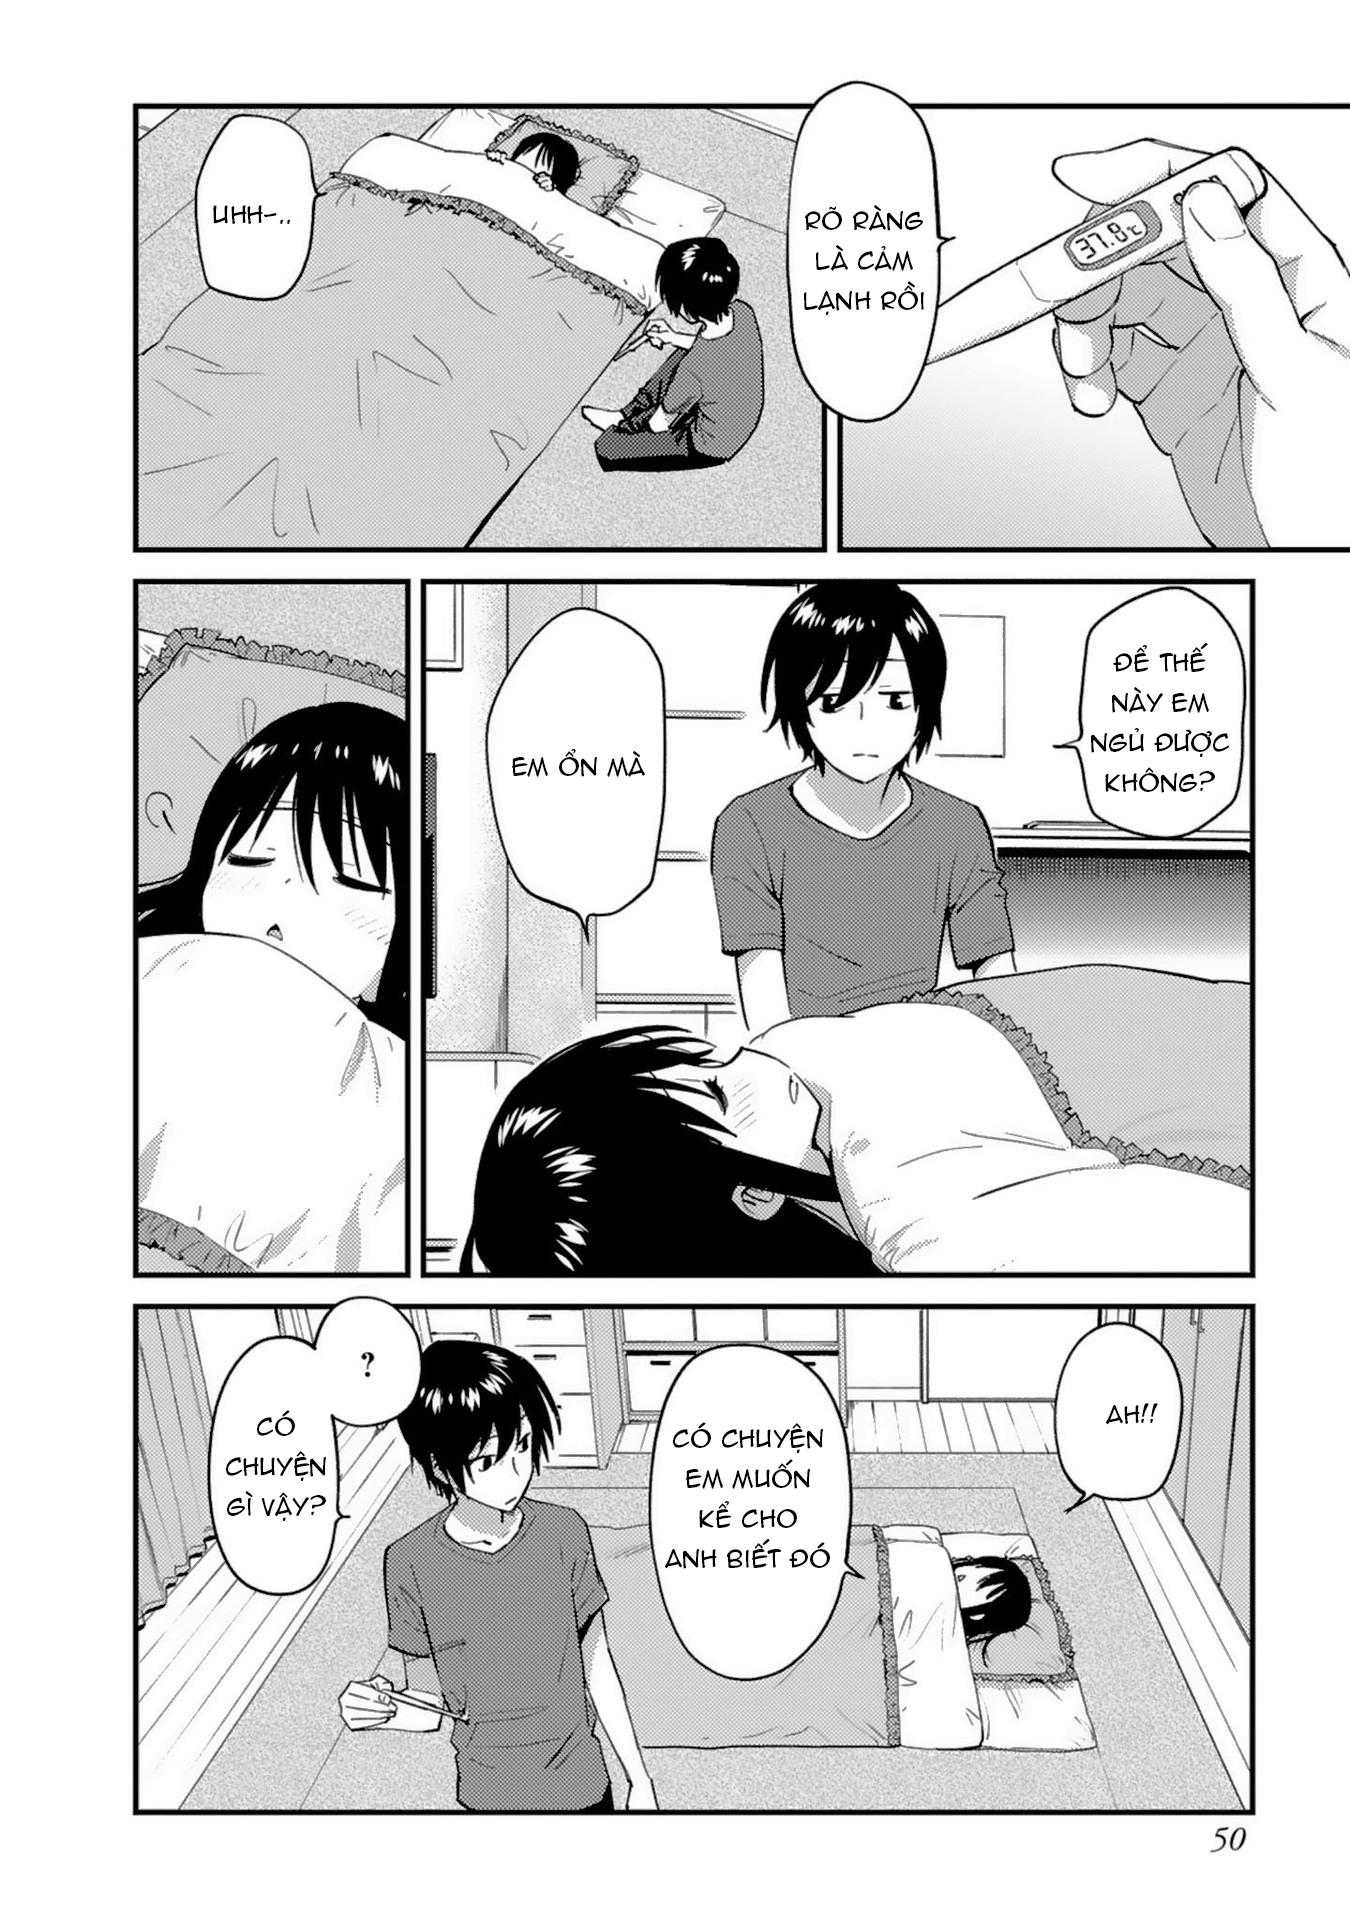 37.8°C
RÕ RÀNG
LÀ CẢM
LẠNH RỒI
UHH-..
ĐỂ THẾ
NÀY EM
NGỦ ĐƯỢC
KHÔNG?
EM ỔN MÀ
AH!!
CÓ CHUYỆN
EM MUỐN
KỂ CHO
ANH BIẾT ĐÓ
?
CÓ
CHUYỆN
GÌ VẬY?
50